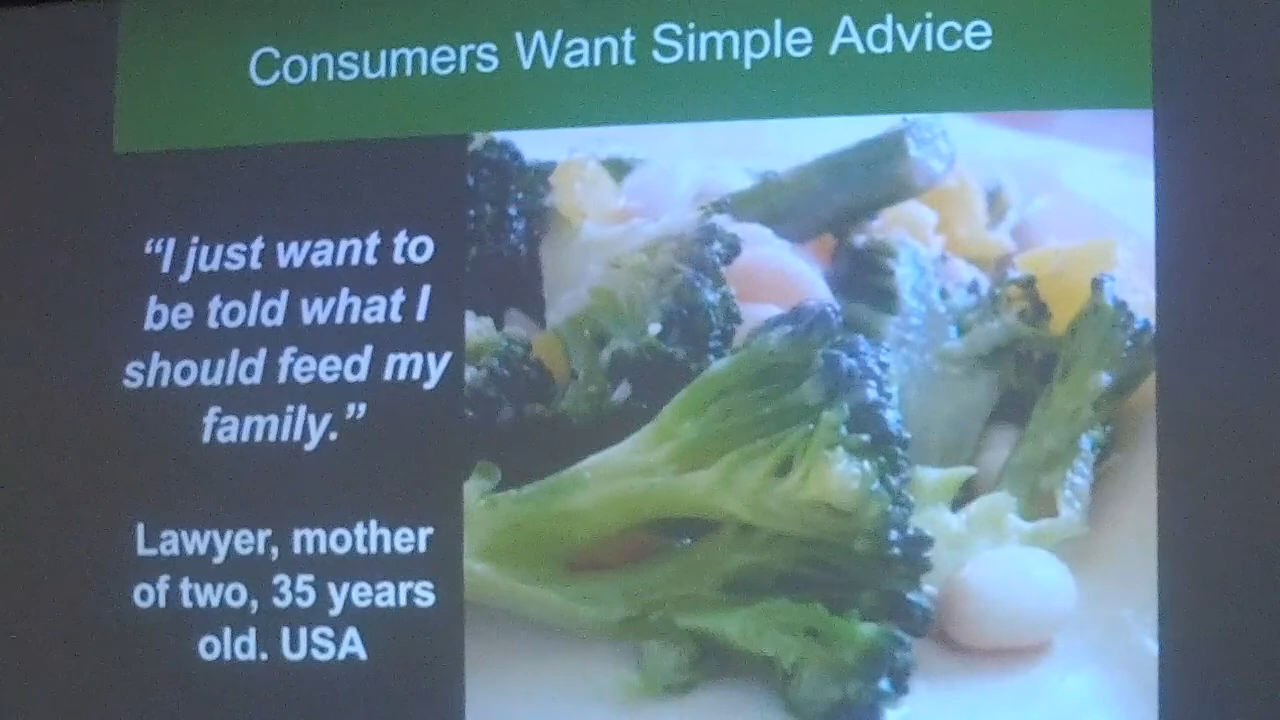 Consumers Want Simple Advice
“I just want to
be told what I
should feed my
family.”
Lawyer, mother
of two, 35 years
old. USA